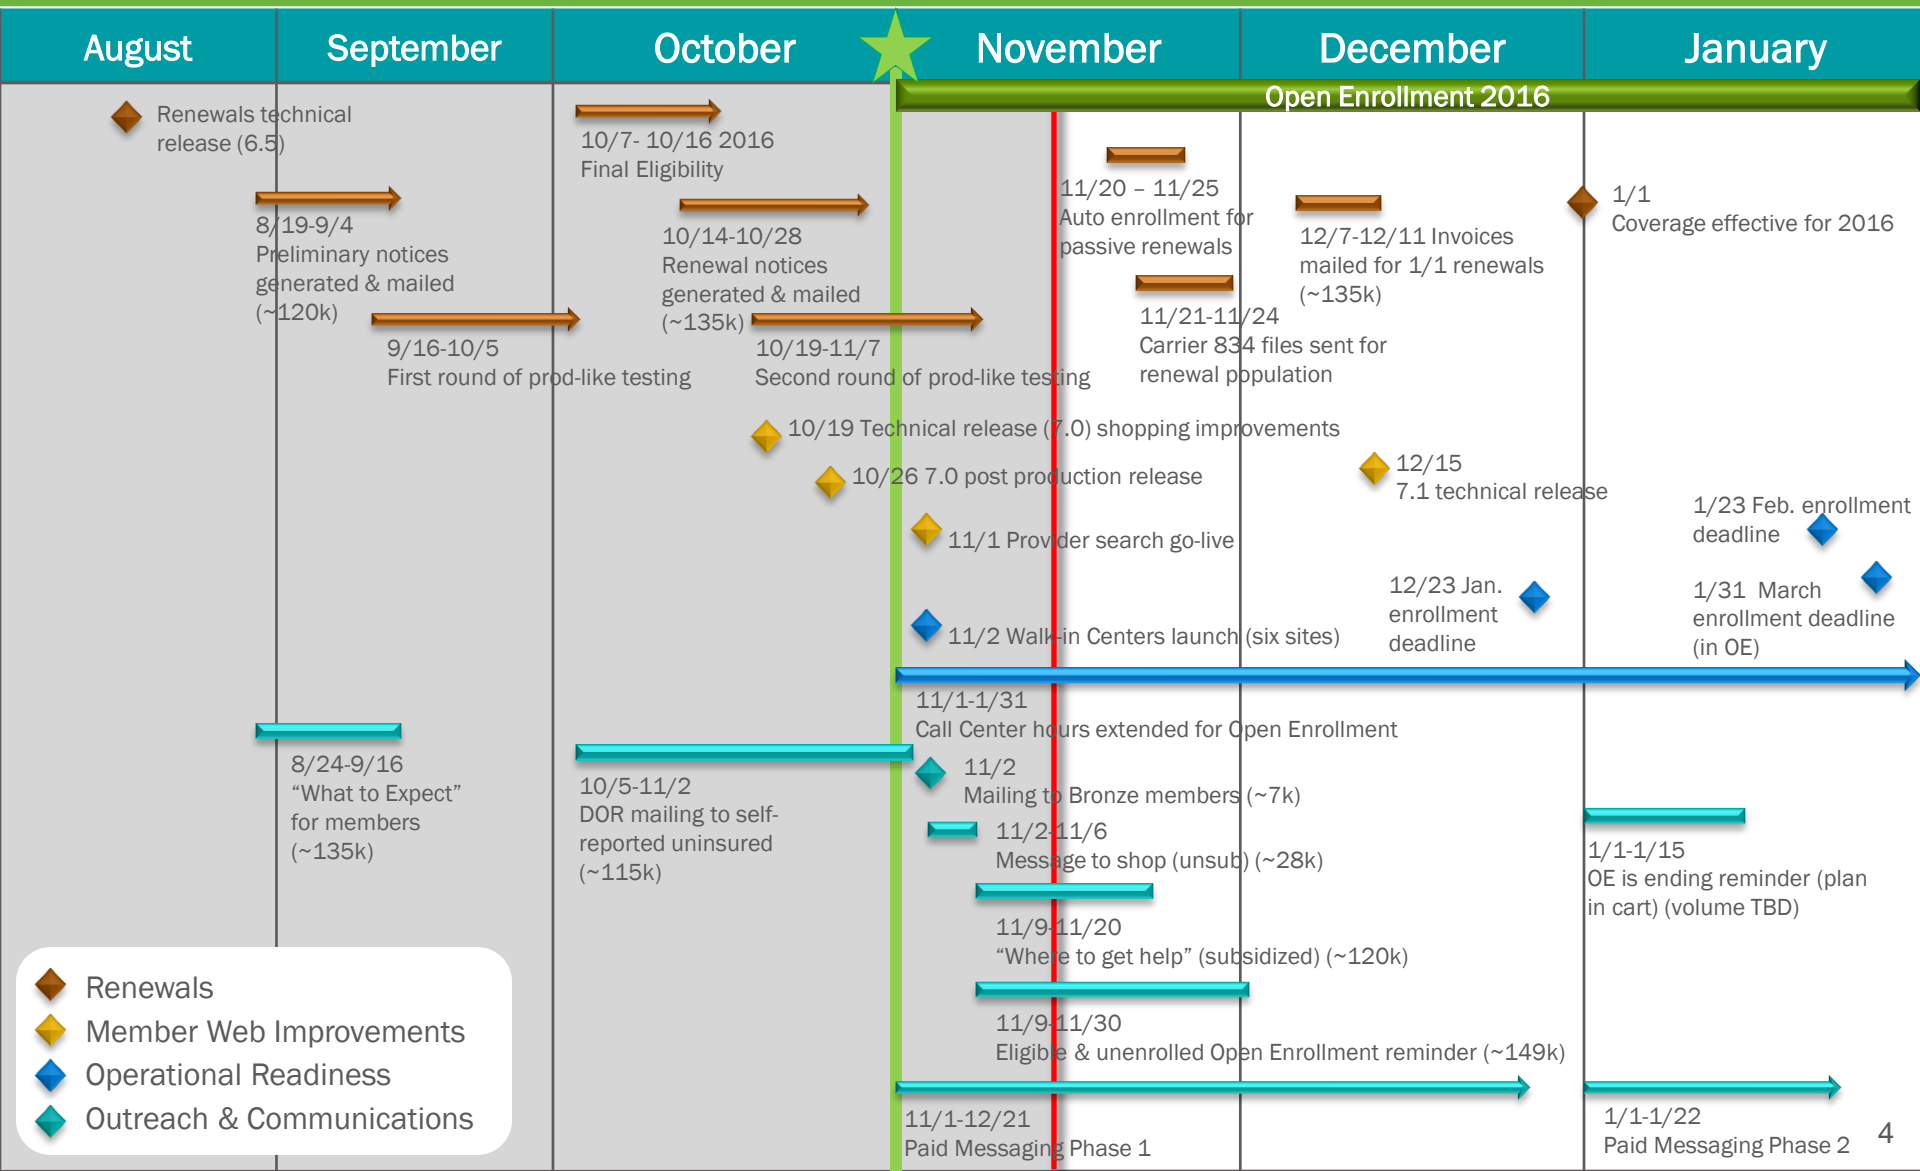 August
September
October
November
December
January
Open Enrollment 2016
Renewals technical
release (6.5)
10/7- 10/16 2016
Final Eligibility
11/20 – 11/25
Auto enrollment for
passive renewals
1/1
Coverage effective for 2016
8/19-9/4
Preliminary notices
generated & mailed
(~120k)
10/14-10/28
Renewal notices
generated & mailed
(~135k)
12/7-12/11 Invoices
mailed for 1/1 renewals
(~135k)
11/21-11/24
Carrier 834 files sent for
renewal population
9/16-10/5
First round of prod-like testing
10/19-11/7
Second round of prod-like testing
10/19 Technical release (7.0) shopping improvements
10/26 7.0 post production release
12/15
7.1 technical release
11/1 Provider search go-live
1/23 Feb. enrollment
deadline
12/23 Jan.
enrollment
deadline
1/31  March
enrollment deadline
(in OE)
11/2 Walk-in Centers launch (six sites)
11/1-1/31
Call Center hours extended for Open Enrollment
8/24-9/16
“What to Expect”
for members
(~135k)
10/5-11/2
DOR mailing to self-
reported uninsured
(~115k)
11/2
Mailing to Bronze members (~7k)
11/2-11/6
Message to shop (unsub) (~28k)
1/1-1/15
OE is ending reminder (plan
in cart) (volume TBD)
11/9-11/20
“Where to get help” (subsidized) (~120k)
11/9-11/30
Eligible & unenrolled Open Enrollment reminder (~149k)
11/1-12/21
Paid Messaging Phase 1
1/1-1/22
Paid Messaging Phase 2
Renewals
Member Web Improvements
Operational Readiness
Outreach & Communications
4